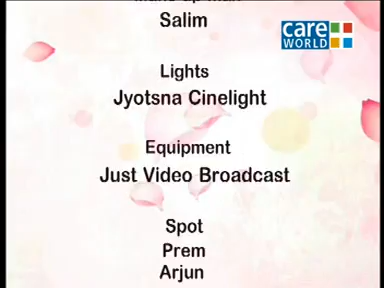 Salim
care
WORLD
Lights
Jyotsna Cinelight
Equipment
Just Video Broadcast
Spot
Prem
Arjun